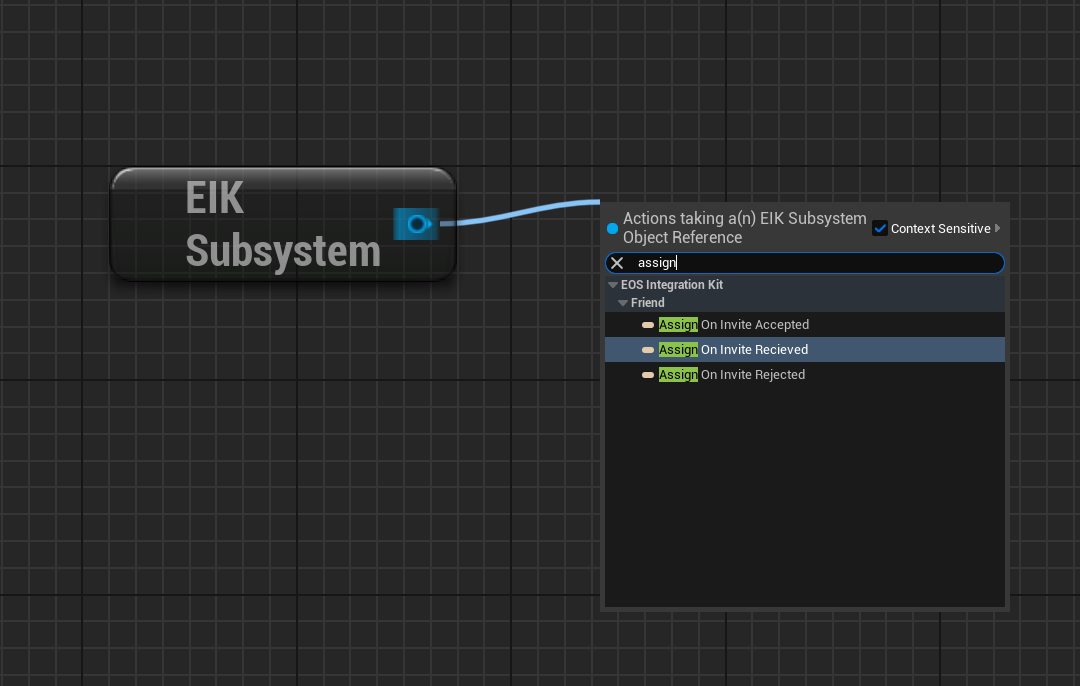 EIK
Subsystem
Actions taking a(n) EIK Subsystem
Object Reference
Context Sensitive
assign
EOS Integration Kit
Friend
Assign On Invite Accepted
Assign On Invite Recieved
Assign On Invite Rejected